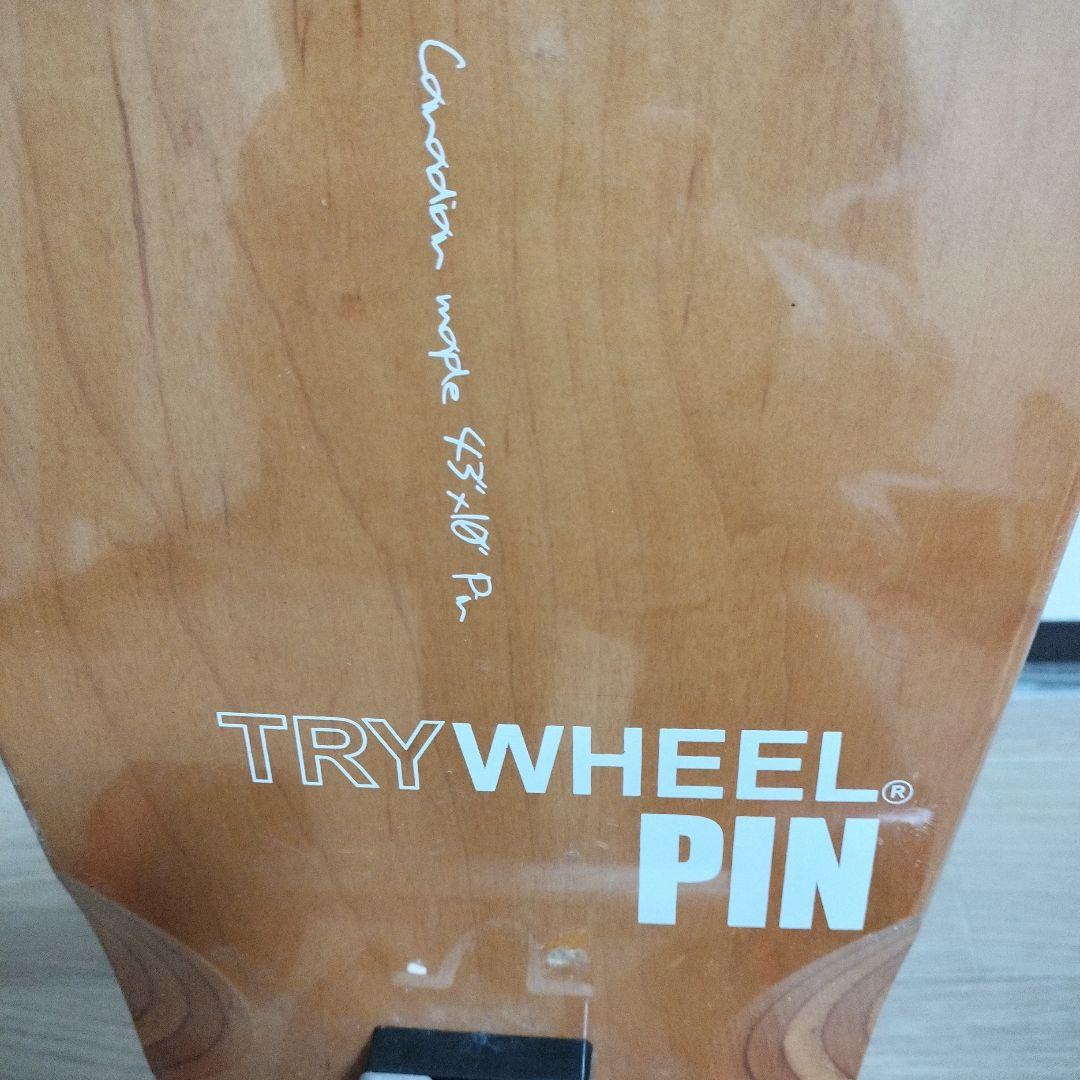 Canadian maple 43"x10" Pin
TRYWHEEL®
PIN